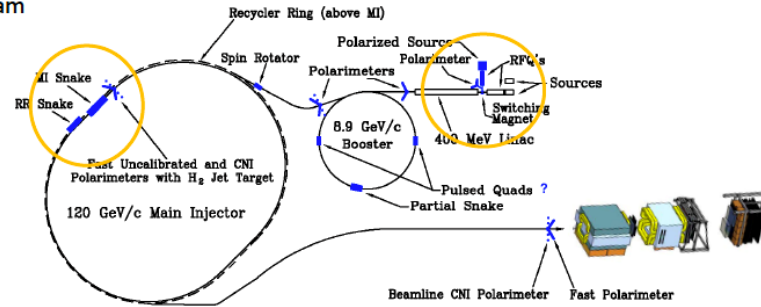 am
Recycler Ring (above MI)
Polarized Source
Spin Rotator
Polarimeter
RFQ's
Polarimeters
MI Snake
Sources
RR Snake
Switching
Magnet
8.9 GeV/c
Booster
400 MeV Linac
Fast Uncalibrated and CNI
Polarimeters with H₂ Jet Target
Pulsed Quads ?
Partial Snake
120 GeV/c Main Injector
Beamline CNI Polarimeter
Fast Polarimeter